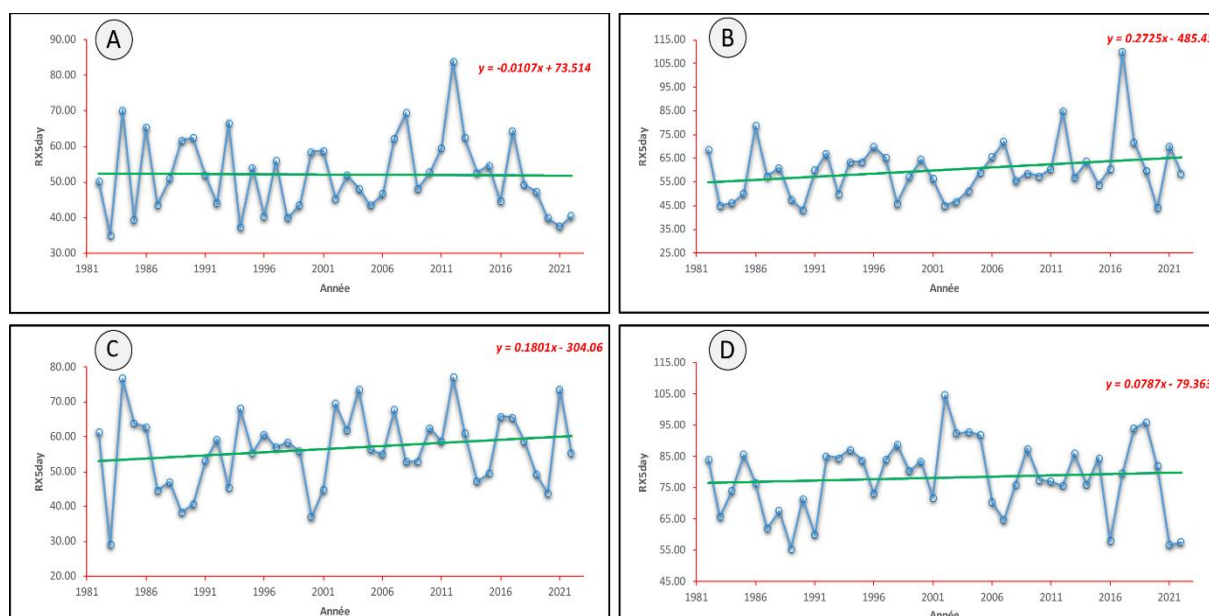 A
90.00
80.00
70.00
60.00
50.00
40.00
30.00
RX5day
y = -0.0107x + 73.514
1981 1986 1991 1996 2001 2006 2011 2016 2021
Année
B
115.00
105.00
95.00
85.00
75.00
65.00
55.00
45.00
35.00
25.00
RX5day
y = 0.2725x - 485.4
1981 1986 1991 1996 2001 2006 2011 2016 2021
Année
C
80.00
70.00
60.00
50.00
40.00
30.00
20.00
RX5day
y = 0.1801x - 304.06
1981 1986 1991 1996 2001 2006 2011 2016 2021
Année
D
115.00
105.00
95.00
85.00
75.00
65.00
55.00
45.00
RX5day
y = 0.0787x - 79.363
1981 1986 1991 1996 2001 2006 2011 2016 2021
Année